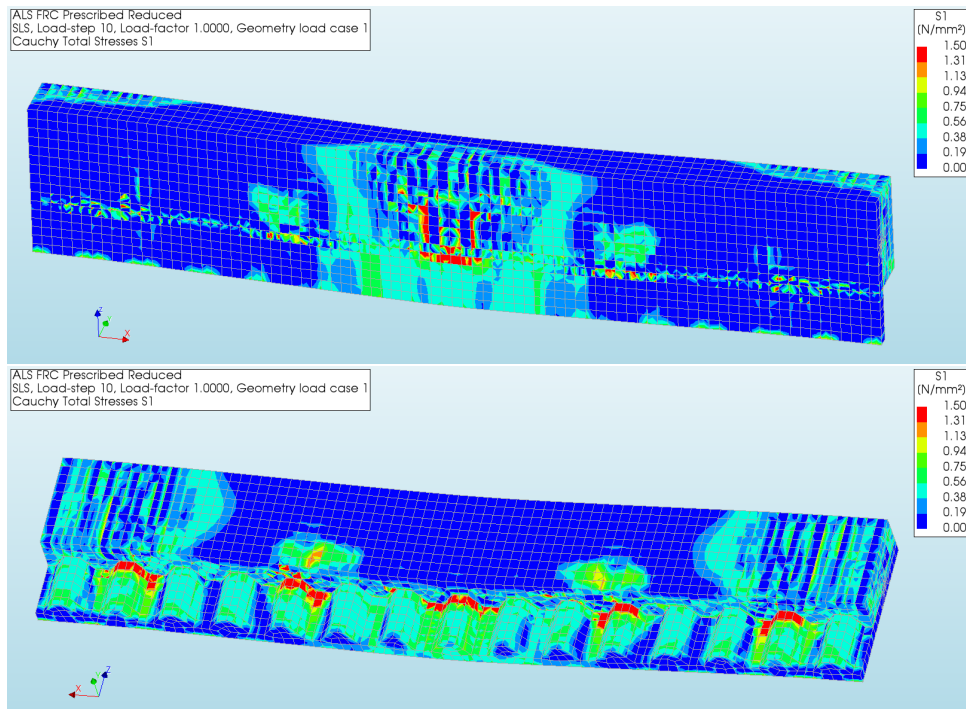 ALS FRC Prescribed Reduced
SLS, Load-step 10, Load-factor 1.0000, Geometry load case 1
Cauchy Total Stresses S1
S1
(N/mm²)
1.50
1.31
1.13
0.94
0.75
0.56
0.38
0.19
0.00
Z
Y
X
ALS FRC Prescribed Reduced
SLS, Load-step 10, Load-factor 1.0000, Geometry load case 1
Cauchy Total Stresses S1
S1
(N/mm²)
1.50
1.31
1.13
0.94
0.75
0.56
0.38
0.19
0.00
Z
Y
X